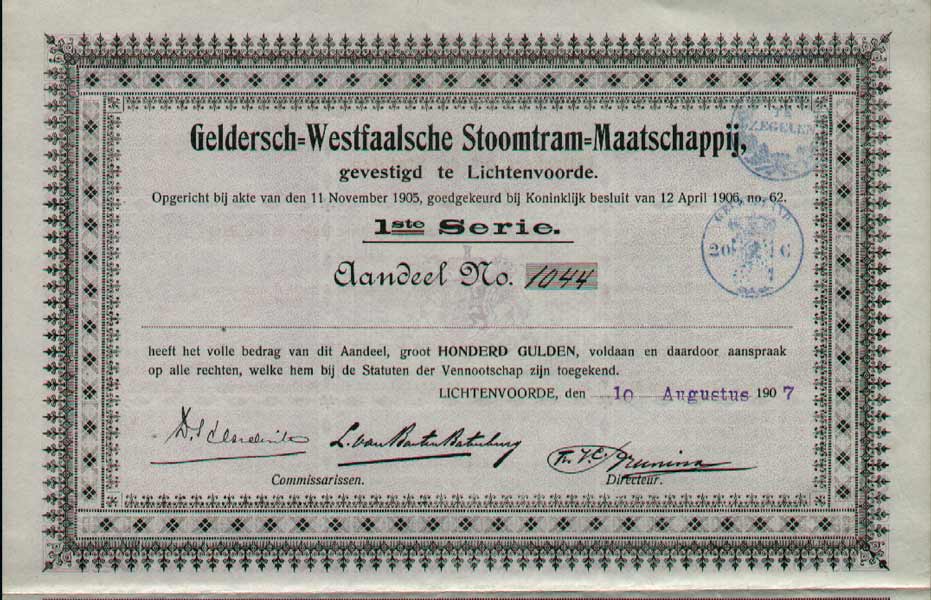 Geldersch=Westfaalsche Stoomtram=Maatschappij,
gevestigd te Lichtenvoorde.
Opgericht bij akte van den 11 November 1905, goedgekeurd bij Koninklijk besluit van 12 April 1906, no. 62.
1ste Serie.
Aandeel No. 1044
heeft het volle bedrag van dit Aandeel, groot HONDERD GULDEN, voldaan en daardoor aanspraak
op alle rechten, welke hem bij de Statuten der Vennootschap zijn toegekend.
LICHTENVOORDE, den 10 Augustus 1907
Commissarissen.
Directeur.
TE
ZEGELEN
20 C